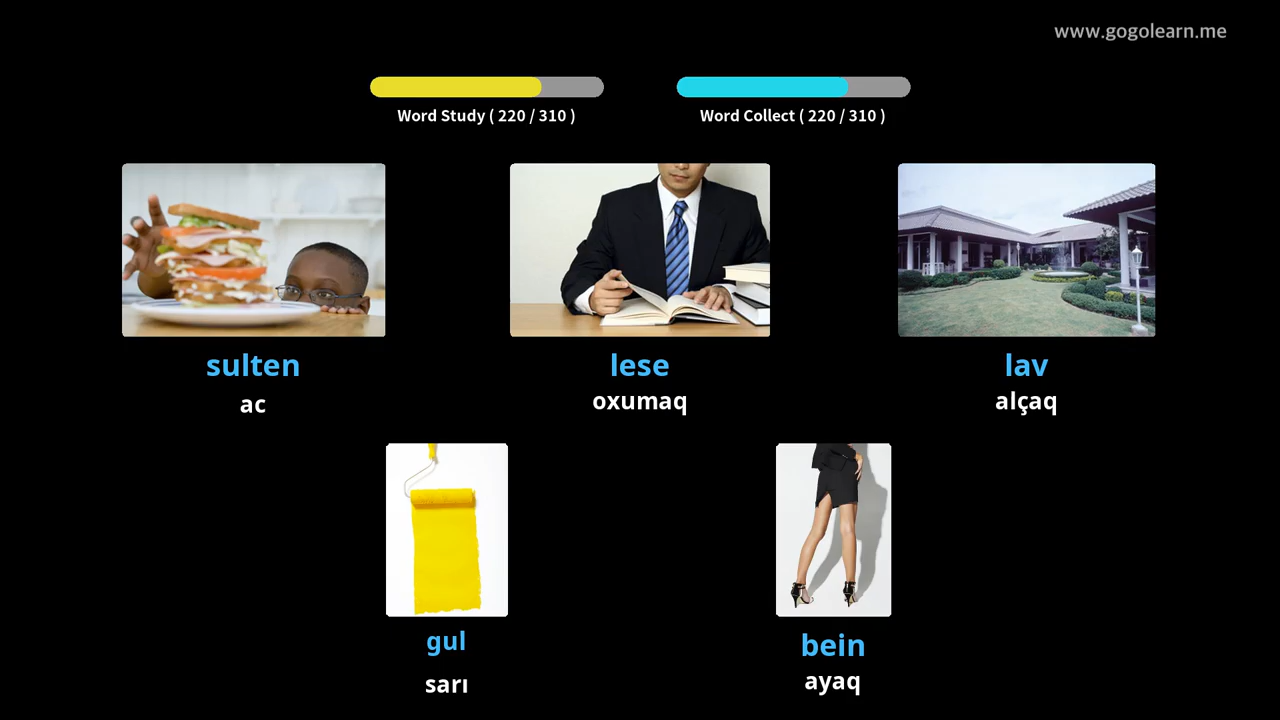 www.gogolearn.me
Word Study ( 220 / 310 )
Word Collect ( 220 / 310 )
sulten
ac
lese
oxumaq
lav
alçaq
gul
sarı
bein
ayaq